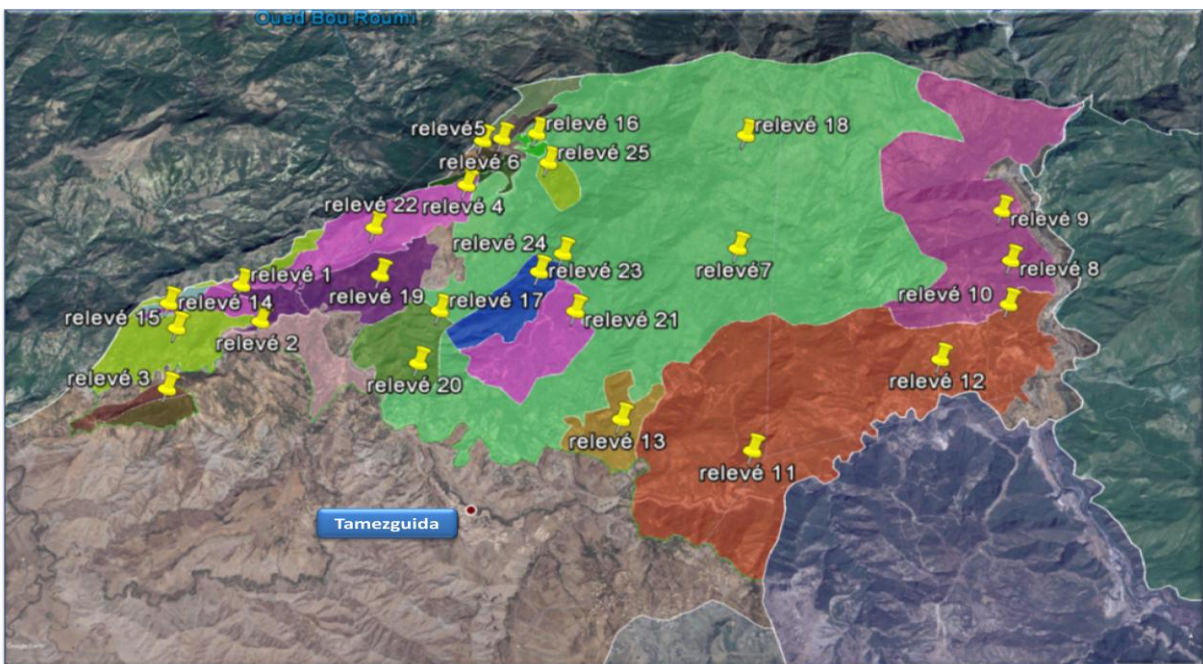 Oued Bou Roumi
relevé5
relevé 16
relevé 18
relevé 6
relevé 25
relevé 22
relevé 4
relevé 9
relevé 24
relevé 1
relevé 23
relevé7
relevé 8
relevé 19
relevé 14
relevé 17
relevé 10
relevé 15
relevé 21
relevé 2
relevé 3
relevé 20
relevé 12
relevé 13
relevé 11
Tamezguida
Google Earth